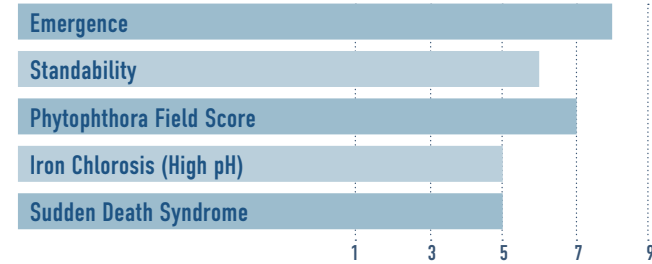 Emergence
Standability
Phytophthora Field Score
Iron Chlorosis (High pH)
Sudden Death Syndrome
1 3 5 7 9